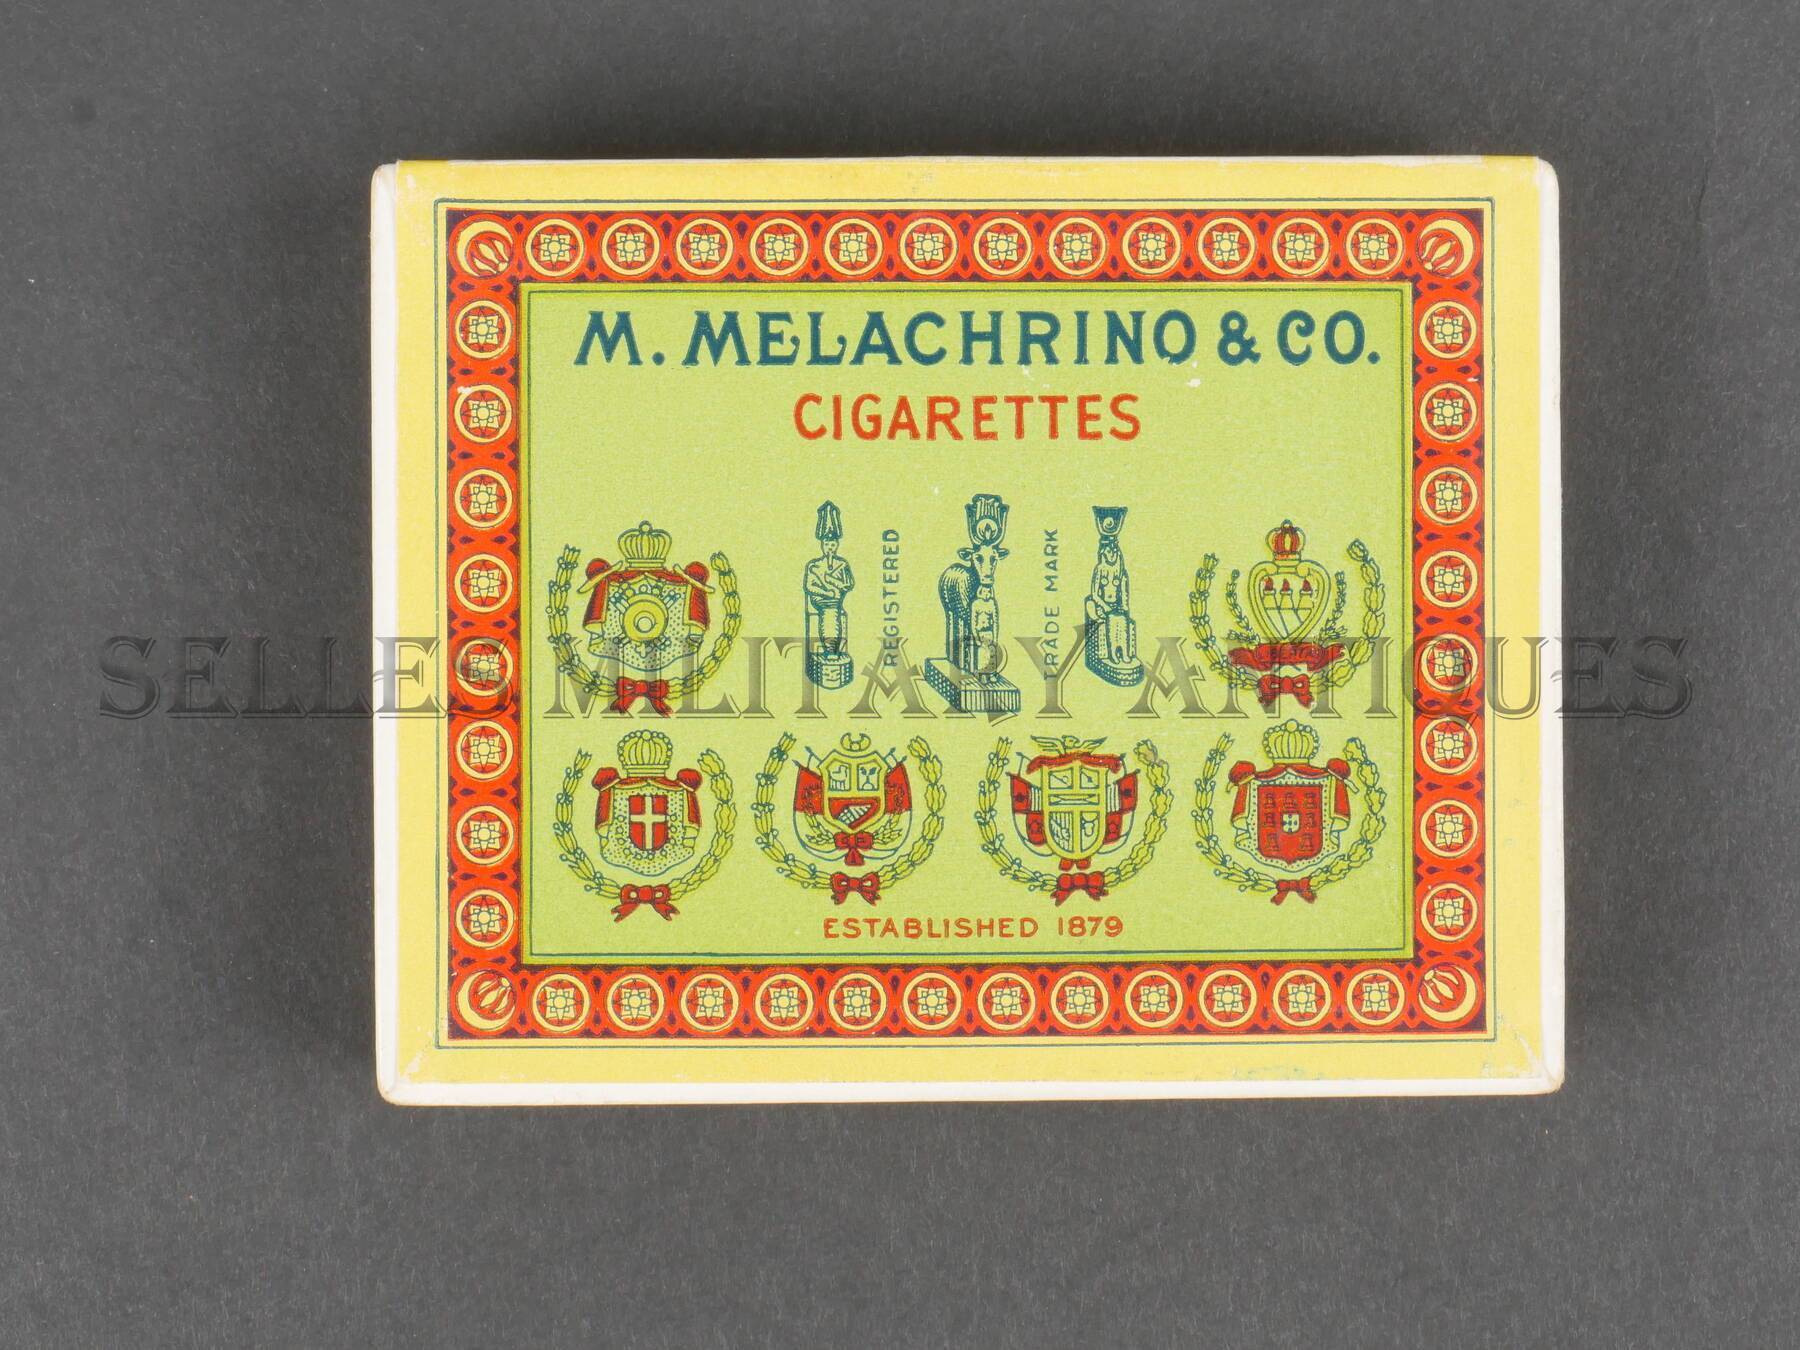 M. MELACHRINO & CO.
CIGARETTES
REGISTERED
TRADE MARK
SELLES MILITARY ANTIQUES
ESTABLISHED 1879